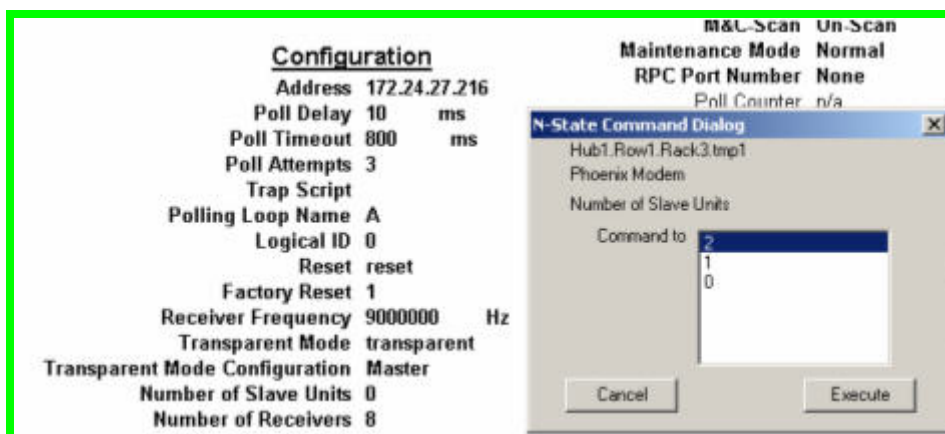 M&C-Scan On-Scan
Maintenance Mode Normal
RPC Port Number None
Poll Counter n/a
Configuration
Address 172.24.27.216
Poll Delay 10 ms
Poll Timeout 800 ms
Poll Attempts 3
Trap Script
Polling Loop Name A
Logical ID 0
Reset reset
Factory Reset 1
Receiver Frequency 9000000 Hz
Transparent Mode transparent
Transparent Mode Configuration Master
Number of Slave Units 0
Number of Receivers 8
N-State Command Dialog
Hub1.Row1.Rack3.tmp1
Phoenix Modem
Number of Slave Units
Command to
2
1
0
Cancel Execute